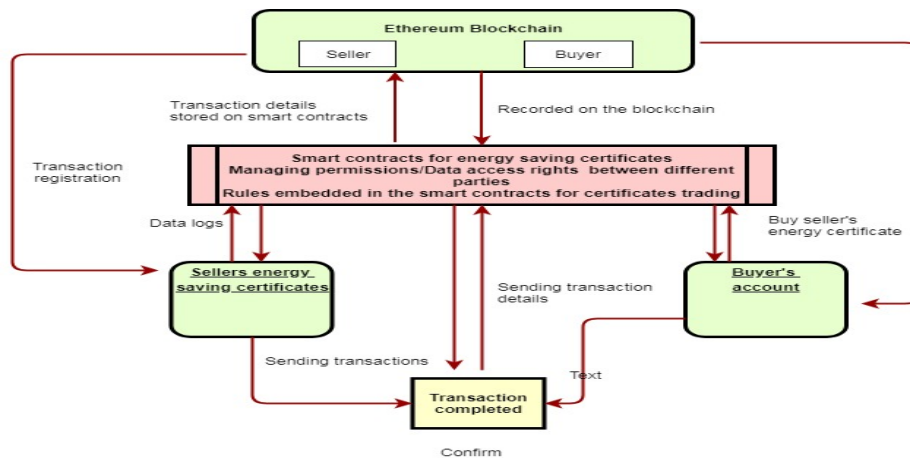 Ethereum Blockchain
Seller
Buyer
Transaction details
stored on smart contracts
Recorded on the blockchain
Smart contracts for energy saving certificates
Managing permissions/Data access rights between different
parties
Rules embedded in the smart contracts for certificates trading
Transaction
registration
Data logs
Buy seller's
energy certificate
Sellers energy
saving certificates
Sending transaction
details
Buyer's
account
Sending transactions
Text
Transaction
completed
Confirm